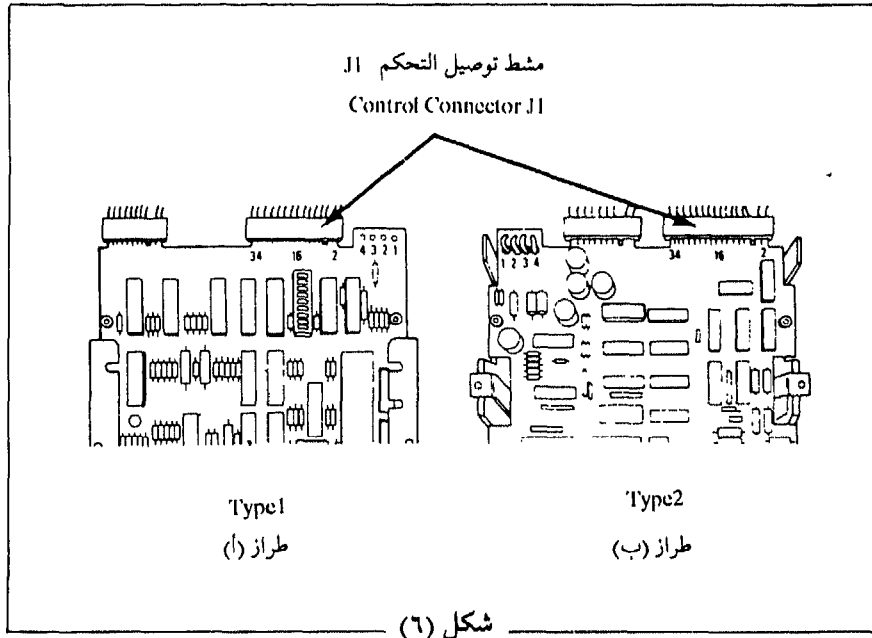 مشط توصيل التحكم J1
Control Connector J1
34 16 2 4 3 2 1
1 2 3 4 34 16 2
Type1
طراز (أ)
Type2
طراز (ب)
شكل (٦)